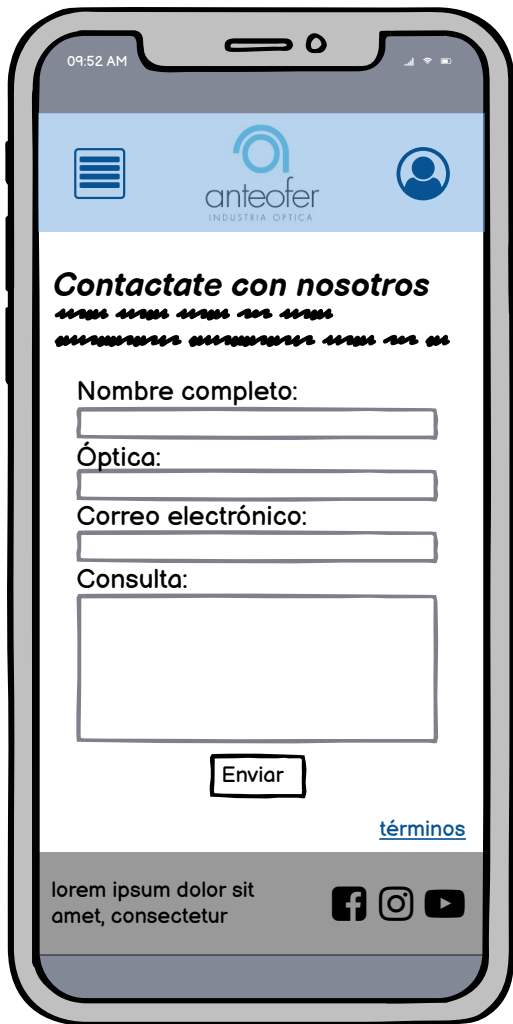 09:52 AM
anteofer
INDUSTRIA OPTICA
Contactate con nosotros
Nombre completo:
Óptica:
Correo electrónico:
Consulta:
Enviar
términos
lorem ipsum dolor sit
amet, consectetur